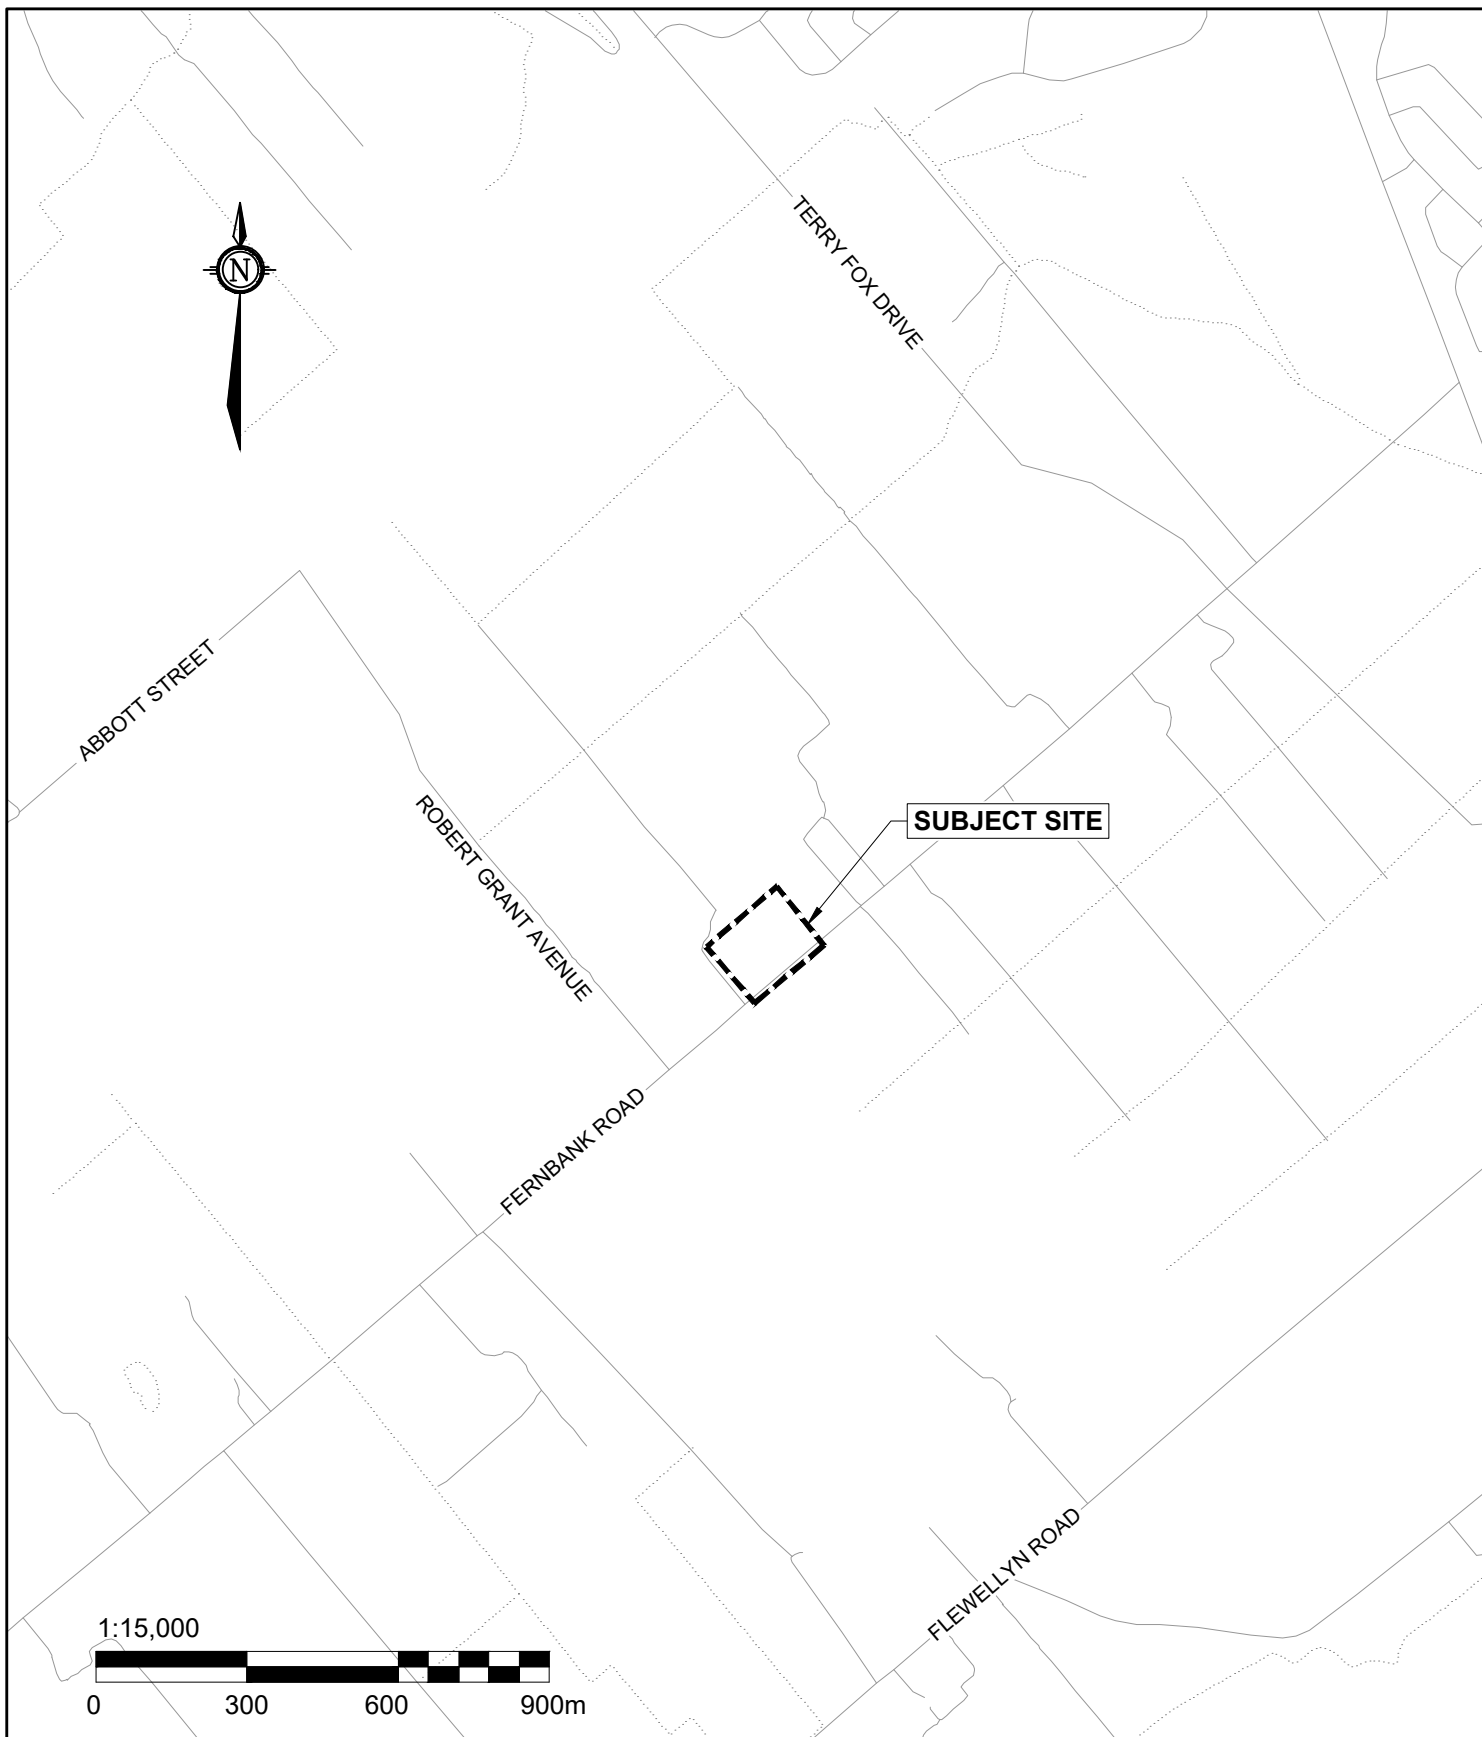 TERRY FOX DRIVE
N
ABBOTT STREET
ROBERT GRANT AVENUE
SUBJECT SITE
FERNBANK ROAD
FLEWELLYN ROAD
1:15,000
0 300 600 900m